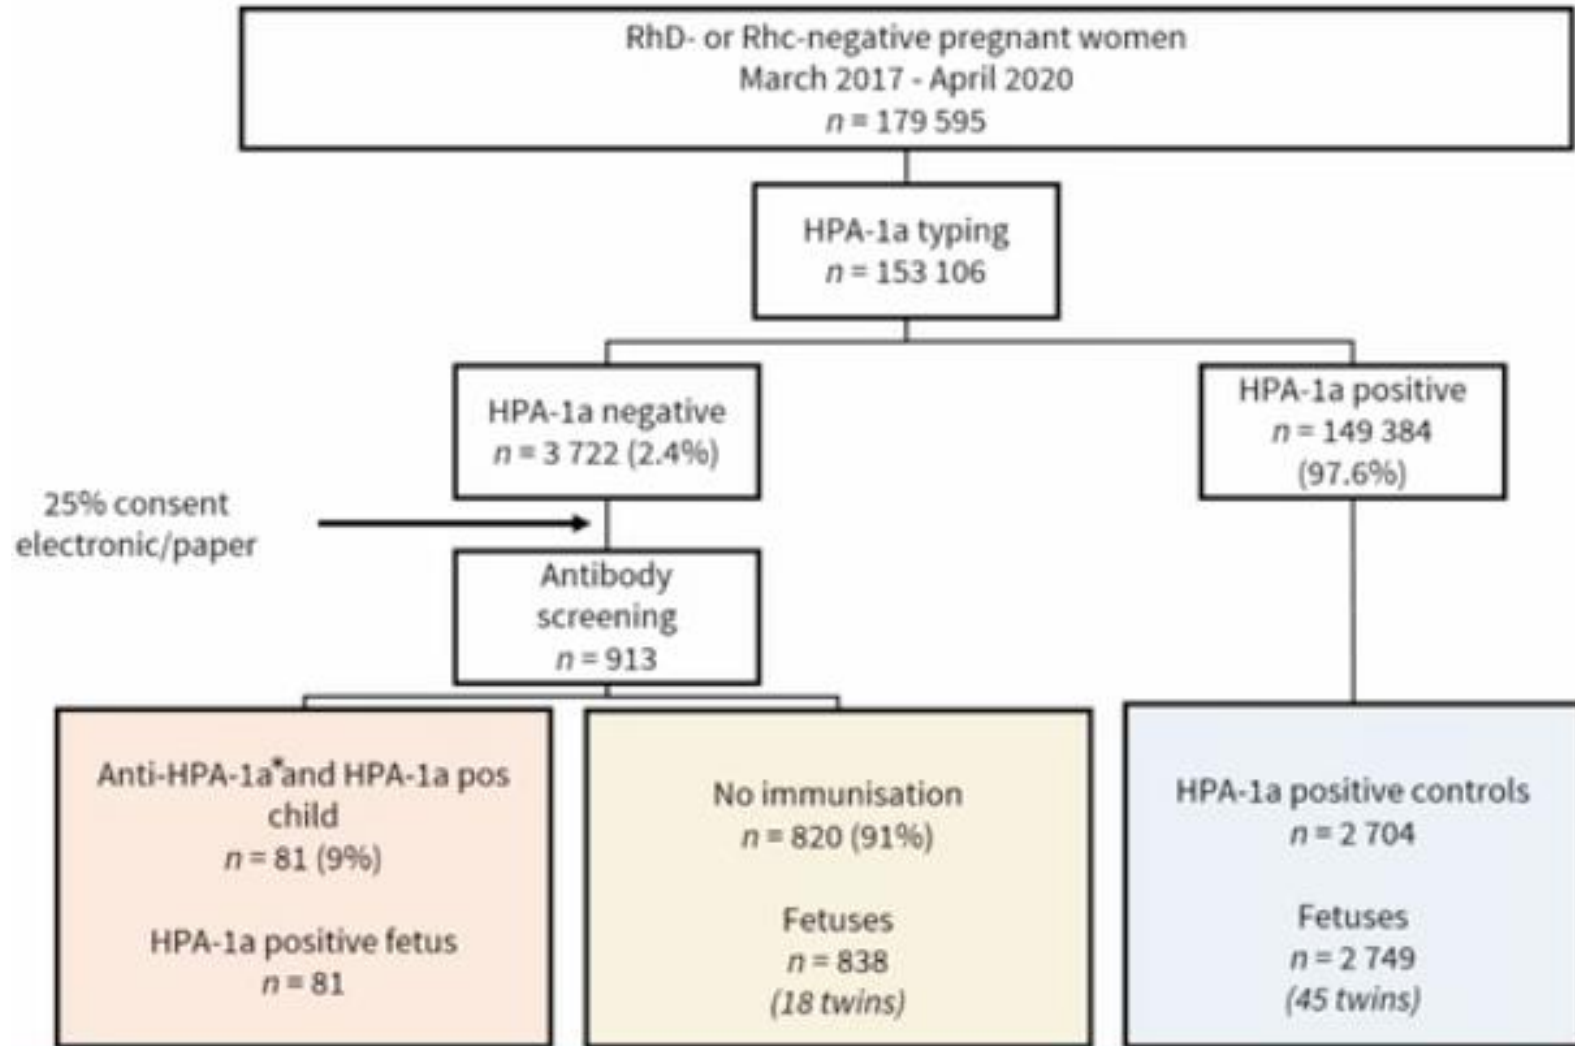 RhD- or Rhc-negative pregnant women
March 2017 - April 2020
n = 179 595
HPA-1a typing
n = 153 106
HPA-1a negative
n = 3 722 (2.4%)
HPA-1a positive
n = 149 384
(97.6%)
25% consent
electronic/paper
Antibody
screening
n = 913
Anti-HPA-1a*and HPA-1a pos
child
n = 81 (9%)
HPA-1a positive fetus
n = 81
No immunisation
n = 820 (91%)
Fetuses
n = 838
(18 twins)
HPA-1a positive controls
n = 2 704
Fetuses
n = 2 749
(45 twins)